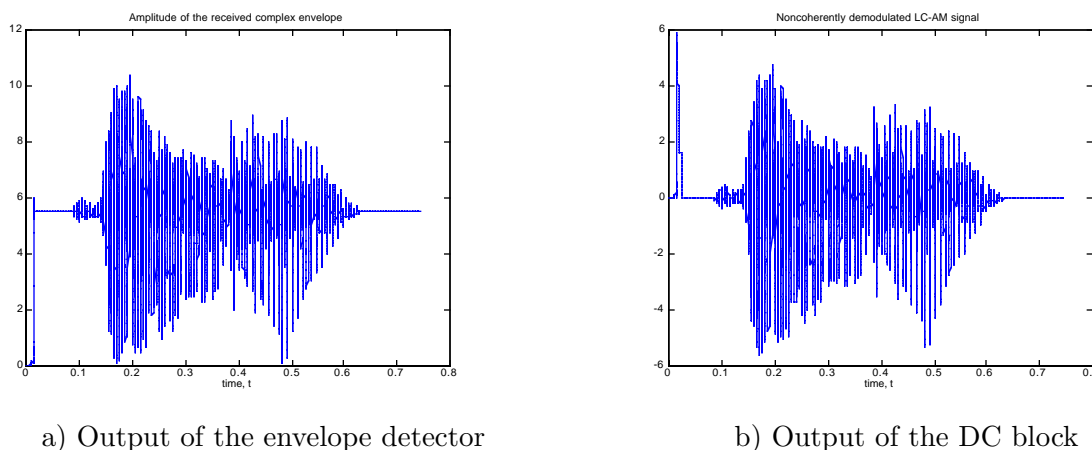 Amplitude of the received complex envelope
12
10
8
6
4
2
0
0 0.1 0.2 0.3 0.4 0.5 0.6 0.7 0.8
time, t
a) Output of the envelope detector
Noncoherently demodulated LC-AM signal
6
4
2
0
-2
-4
-6
0 0.1 0.2 0.3 0.4 0.5 0.6 0.7
time, t
b) Output of the DC block